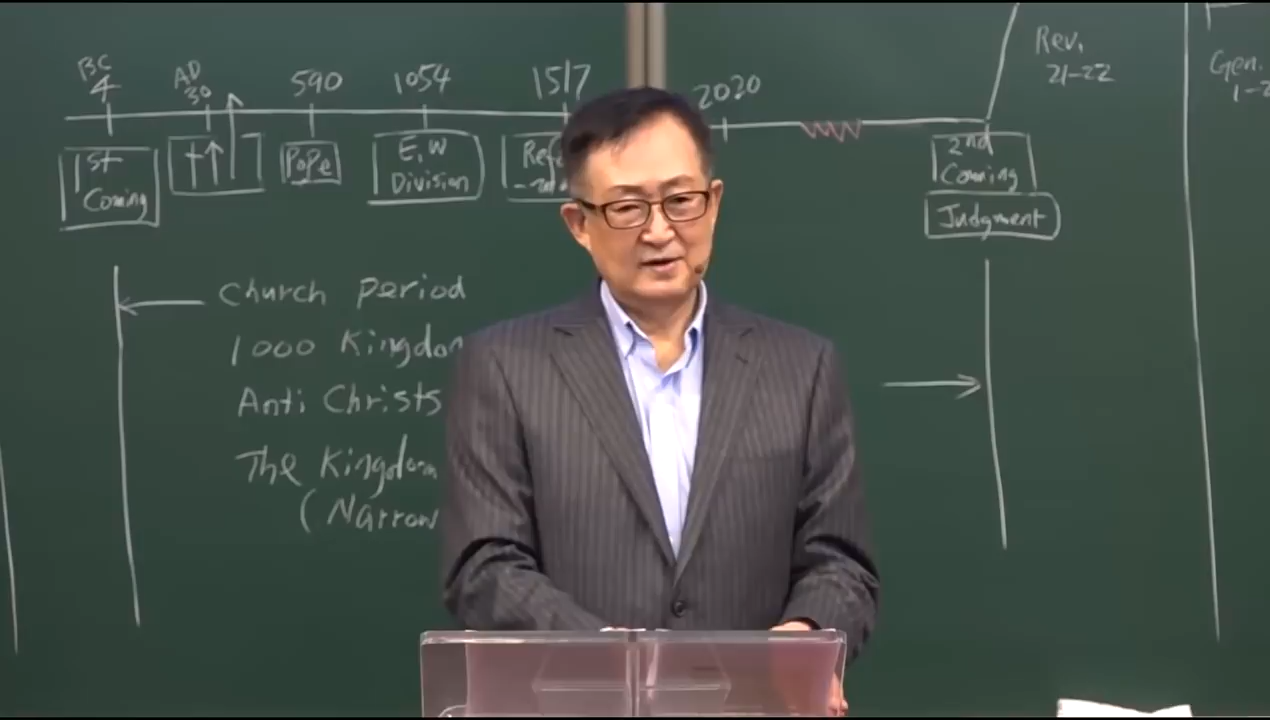 BC
4
AD
30
590
1054
1517
2020
1st
Coming
PoPe
E,W
Division
2nd
Coming
Judgment
Rev.
21-22
Gen.
Church period
1000
Anti Christs
The Kingdom
(Narrow